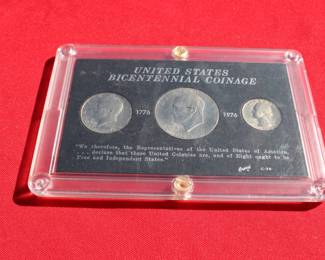 UNITED STATES
BICENTENNIAL COINAGE
1776 1976
"We therefore, the Representatives of the United States of America,
. . . . declare that these United Colonies are, and of Right ought to be
Free and Independent States."